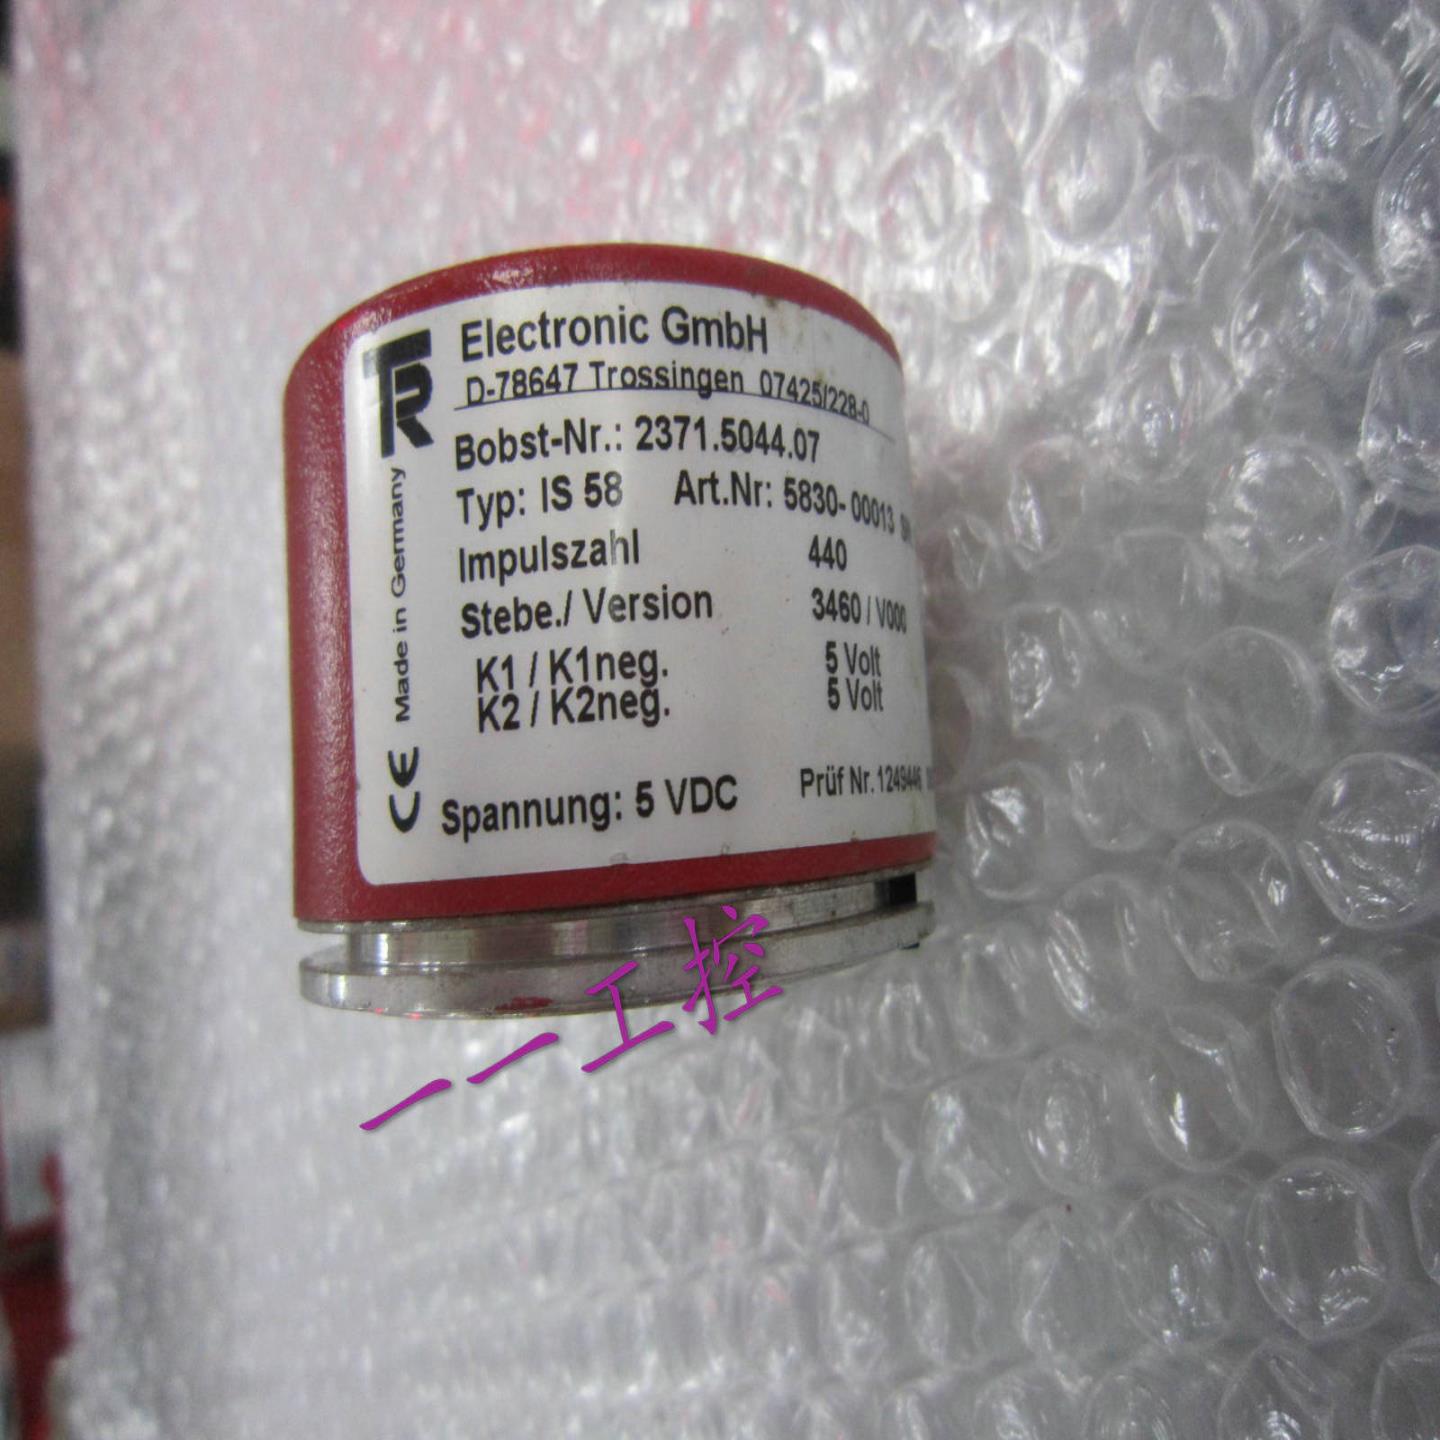 TR
Electronic GmbH
D-78647 Trossingen 07425/228-0
Bobst-Nr.: 2371.5044.07
Typ: IS 58 Art.Nr: 5830-00013
Impulszahl 440
Stebe./ Version 3460 / V000
K1 / K1neg. 5 Volt
K2 / K2neg. 5 Volt
Spannung: 5 VDC Prüf Nr. 1249446
CE Made in Germany
一一工控